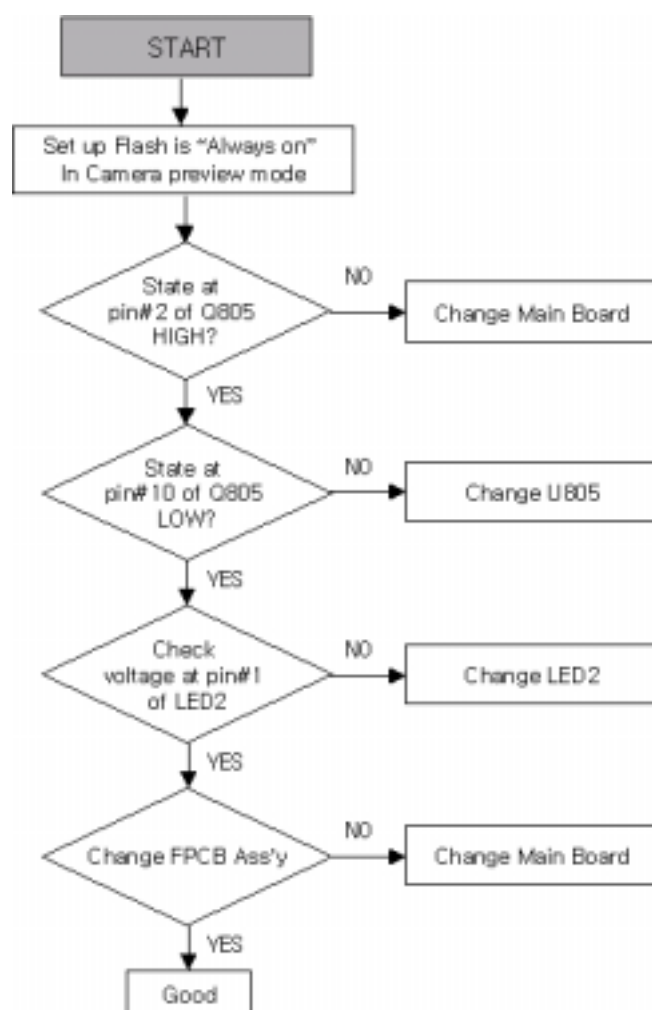 START
Set up Flash is "Always on"
In Camera preview mode
State at
pin#2 of Q805
HIGH?
NO
Change Main Board
YES
State at
pin#10 of Q805
LOW?
NO
Change U805
YES
Check
voltage at pin#1
of LED2
NO
Change LED2
YES
Change FPCB Ass'y
NO
Change Main Board
YES
Good